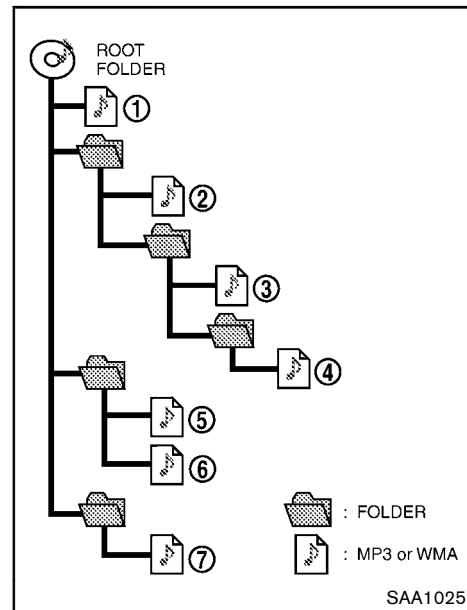 ROOT
FOLDER
①
②
③
④
⑤
⑥
⑦
: FOLDER
: MP3 or WMA
SAA1025